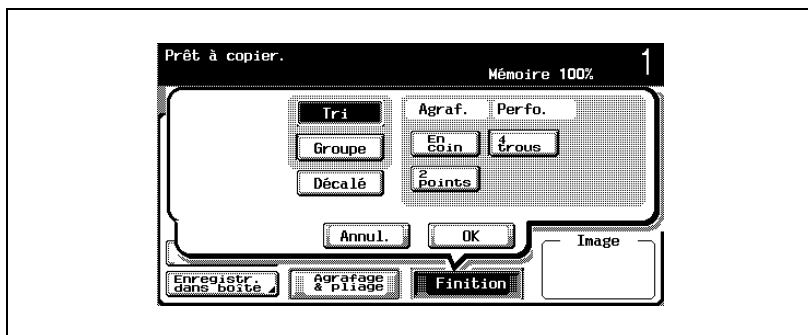 Prêt à copier.
Mémoire 100%
1
Tri
Agraf.
Perfo.
Groupe
En
coin
4
trous
Décalé
2
points
Annul.
OK
Image
Enregistr.
dans boîte
Agrafage
& pliage
Finition